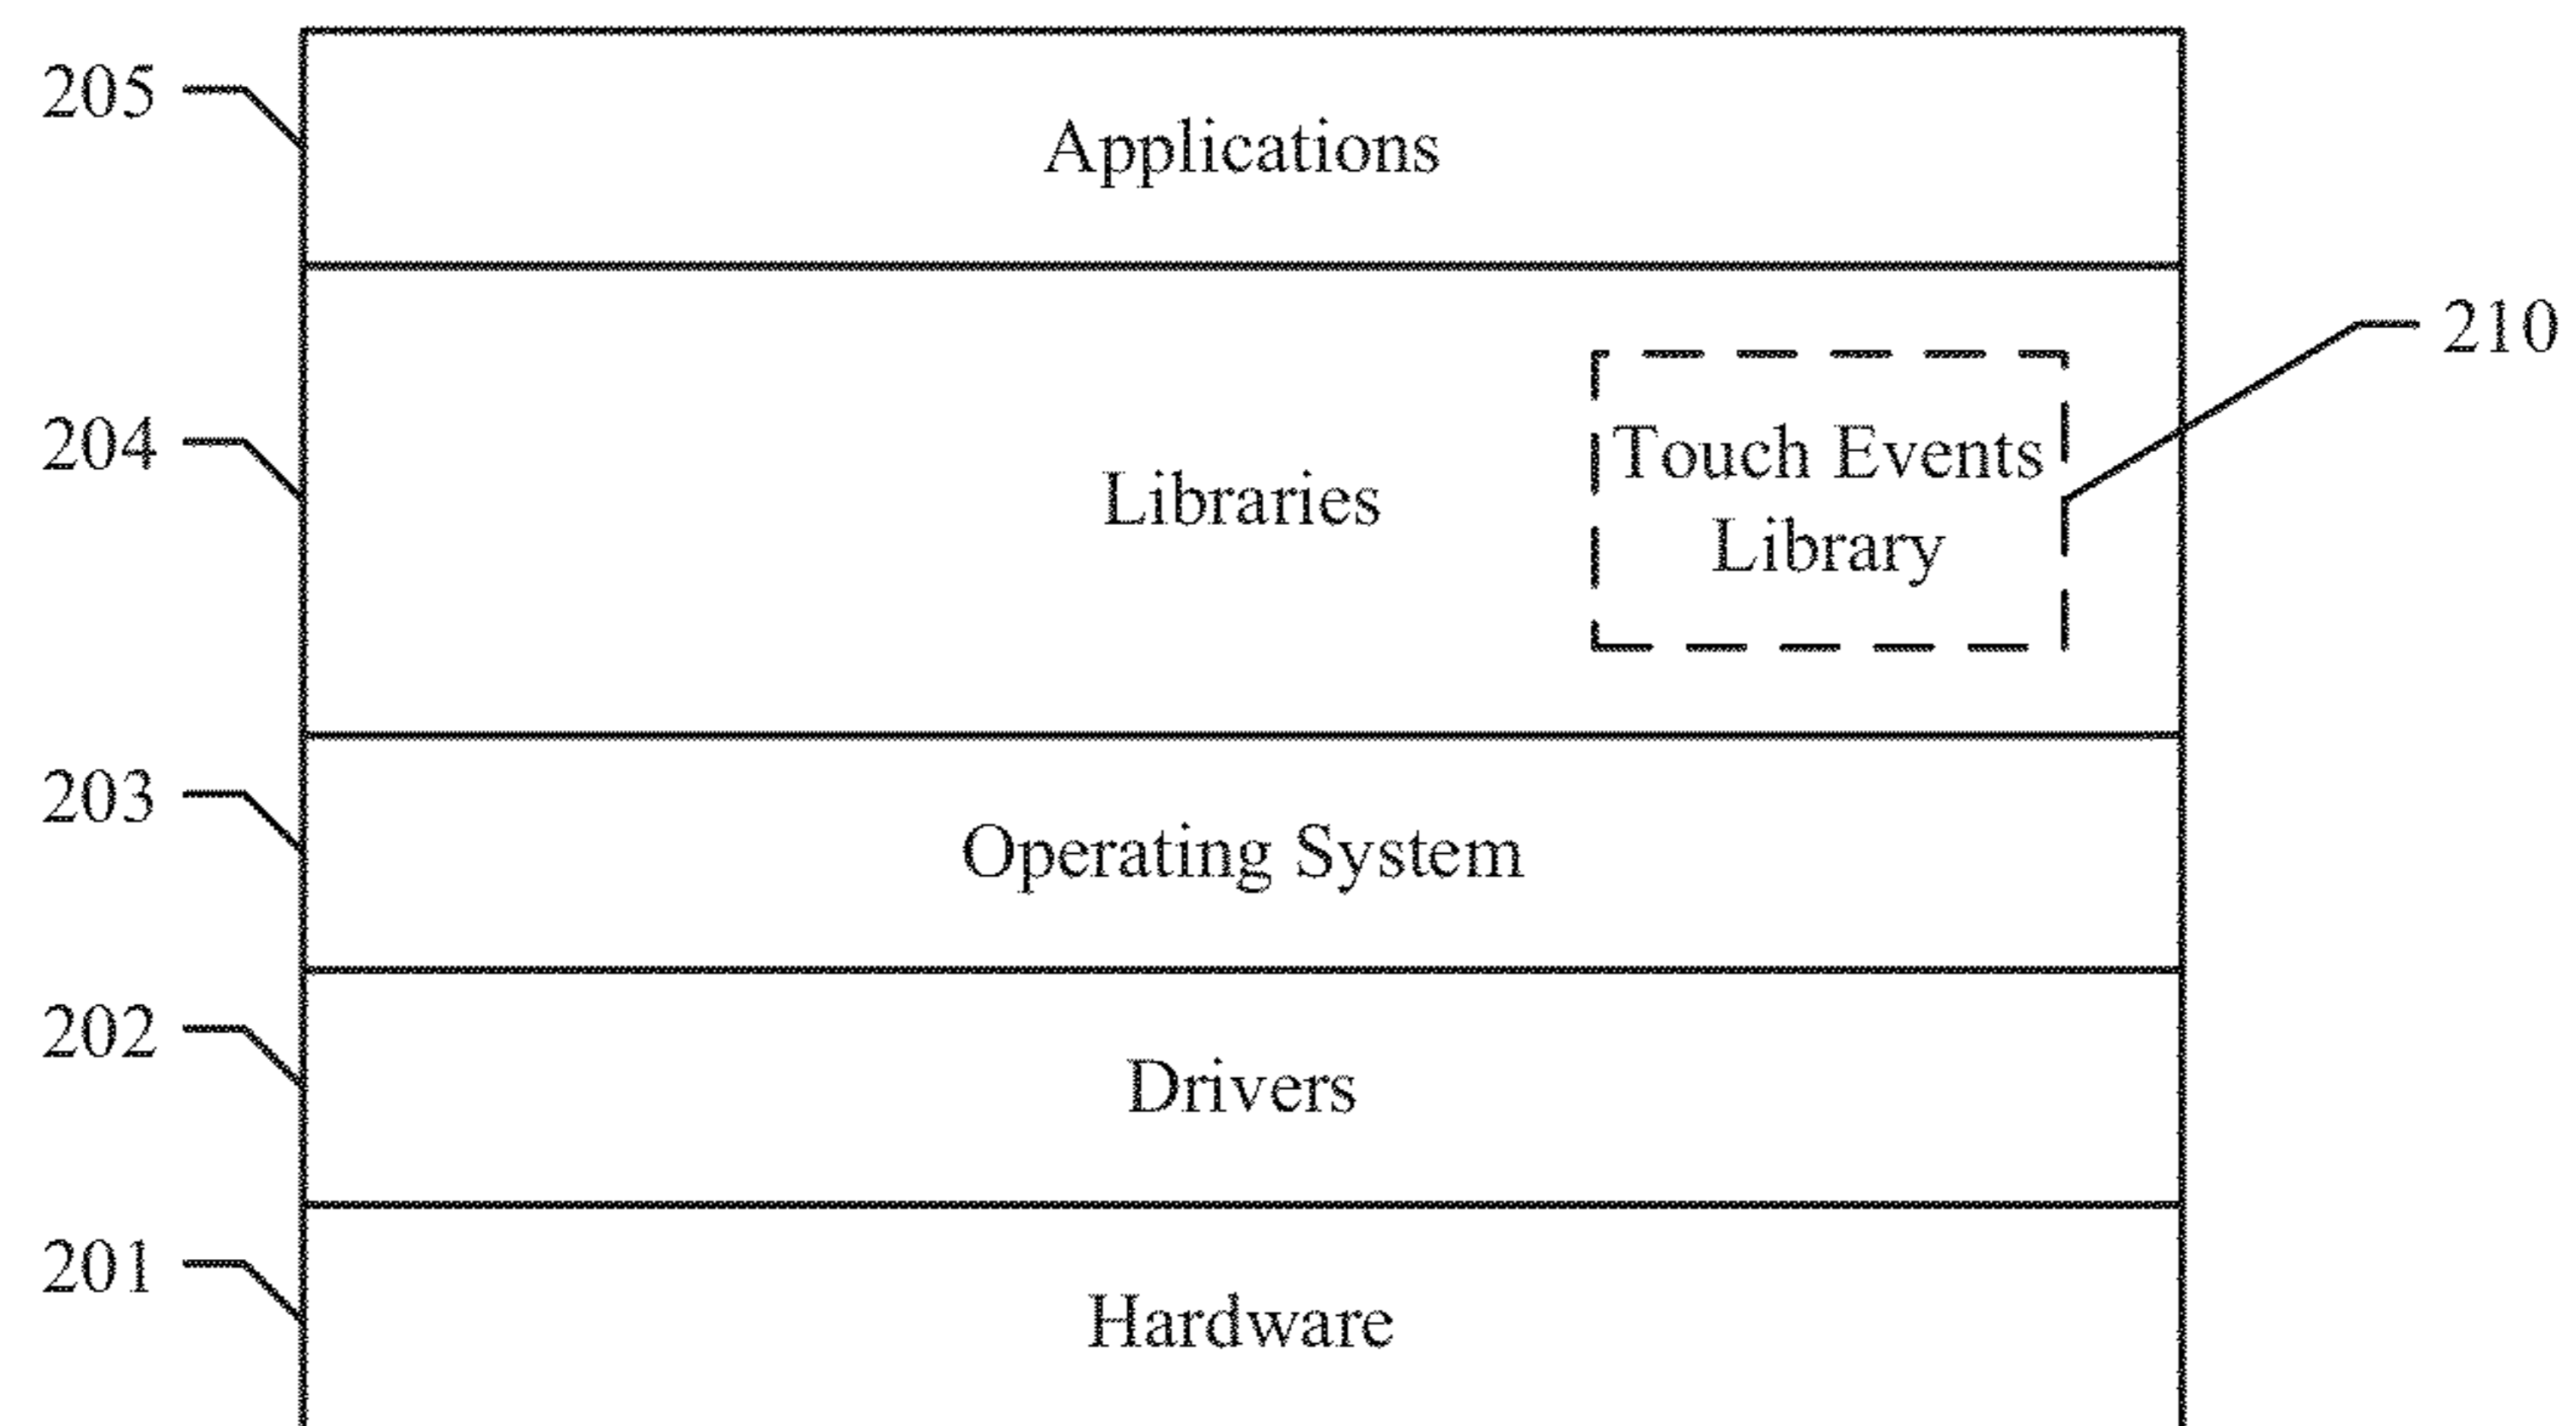 205
Applications
210
204
Touch Events
Libraries
Library
203
Operating System
202
Drivers
201
Hardware